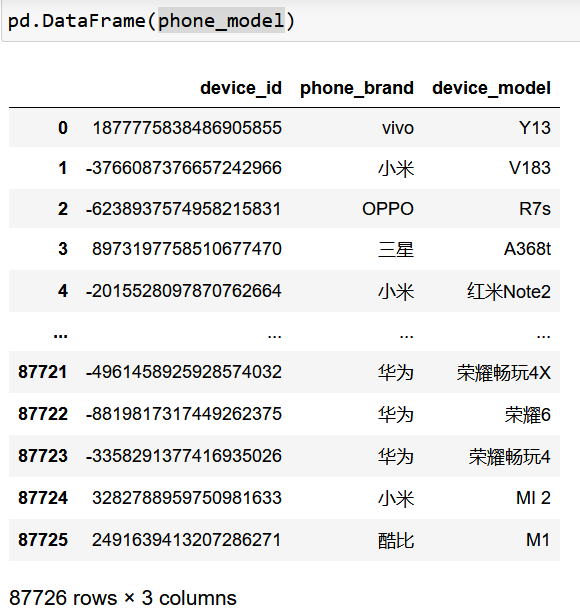 pd.DataFrame(phone_model)
device_id phone_brand device_model
0 1877775838486905855 vivo Y13
1 -3766087376657242966 小米 V183
2 -6238937574958215831 OPPO R7s
3 8973197758510677470 三星 A368t
4 -2015528097870762664 小米 红米Note2
... ... ... ...
87721 -4961458925928574032 华为 荣耀畅玩4X
87722 -8819817317449262375 华为 荣耀6
87723 -3358291377416935026 华为 荣耀畅玩4
87724 3282788959750981633 小米 MI 2
87725 2491639413207286271 酷比 M1
87726 rows × 3 columns